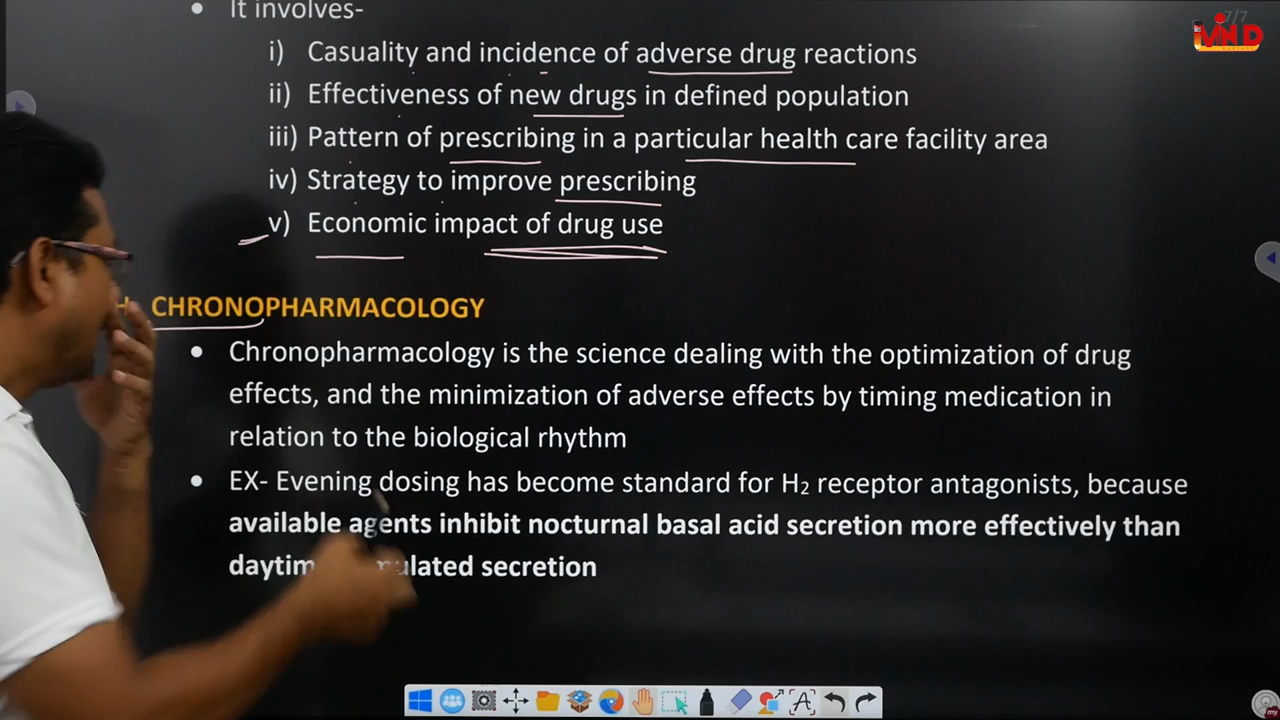 7/7
MIND
• It involves-
i) Casuality and incidence of adverse drug reactions
ii) Effectiveness of new drugs in defined population
iii) Pattern of prescribing in a particular health care facility area
iv) Strategy to improve prescribing
v) Economic impact of drug use
CHRONOPHARMACOLOGY
• Chronopharmacology is the science dealing with the optimization of drug
effects, and the minimization of adverse effects by timing medication in
relation to the biological rhythm
• EX- Evening dosing has become standard for H₂ receptor antagonists, because
available agents inhibit nocturnal basal acid secretion more effectively than
secretion